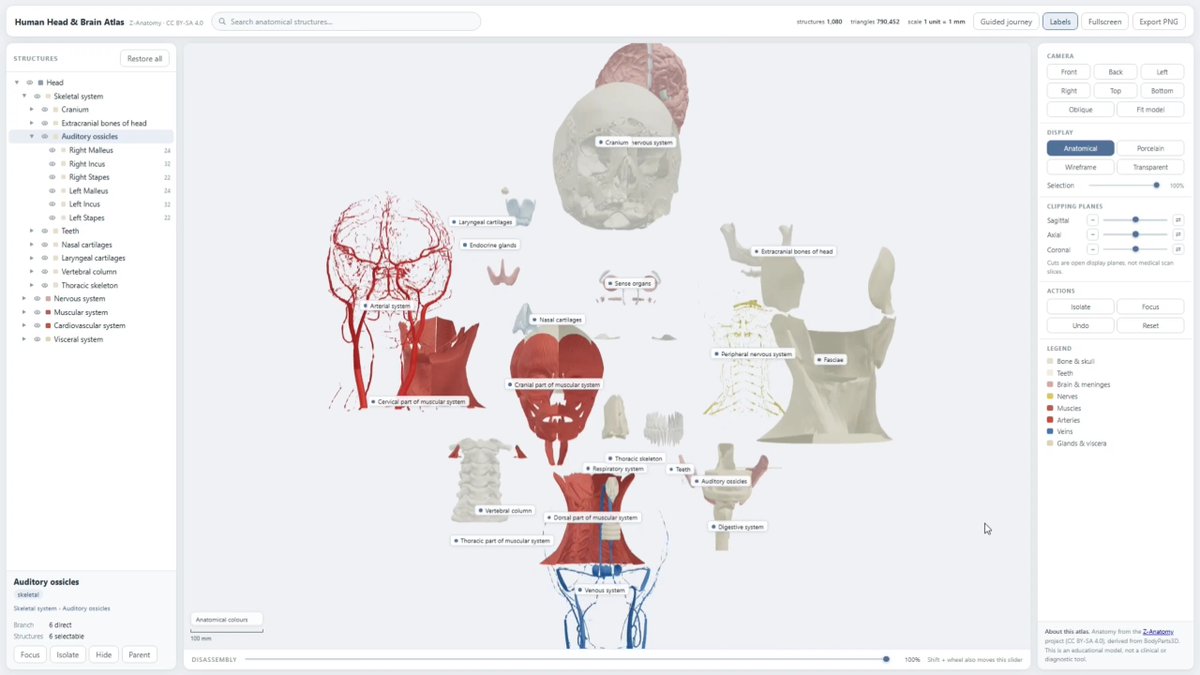 Human Head & Brain Atlas
Z-Anatomy · CC BY-SA 4.0
Search anatomical structures...
structures 1,080
triangles 790,452
scale 1 unit = 1 mm
Guided journey
Labels
Fullscreen
Export PNG
STRUCTURES
Restore all
Head
Skeletal system
Cranium
Extracranial bones of head
Auditory ossicles
Right Malleus 24
Right Incus 32
Right Stapes 22
Left Malleus 24
Left Incus 32
Left Stapes 22
Teeth
Nasal cartilages
Laryngeal cartilages
Vertebral column
Thoracic skeleton
Nervous system
Muscular system
Cardiovascular system
Visceral system
Auditory ossicles
skeletal
Skeletal system › Auditory ossicles
Branch 6 direct
Structures 6 selectable
Focus
Isolate
Hide
Parent
Cranium
nervous system
Laryngeal cartilages
Endocrine glands
Extracranial bones of head
Sense organs
Arterial system
Nasal cartilages
Peripheral nervous system
Fasciae
Cranial part of muscular system
Cervical part of muscular system
Thoracic skeleton
Respiratory system
Teeth
Auditory ossicles
Vertebral column
Dorsal part of muscular system
Digestive system
Thoracic part of muscular system
Venous system
Anatomical colours
100 mm
DISASSEMBLY
100%
Shift + wheel also moves this slider
CAMERA
Front
Back
Left
Right
Top
Bottom
Oblique
Fit model
DISPLAY
Anatomical
Porcelain
Wireframe
Transparent
Selection 100%
CLIPPING PLANES
Sagittal
Axial
Coronal
Cuts are open display planes, not medical scan
slices.
ACTIONS
Isolate
Focus
Undo
Reset
LEGEND
Bone & skull
Teeth
Brain & meninges
Nerves
Muscles
Arteries
Veins
Glands & viscera
About this atlas. Anatomy from the Z-Anatomy
project (CC BY-SA 4.0), derived from BodyParts3D.
This is an educational model, not a clinical or
diagnostic tool.